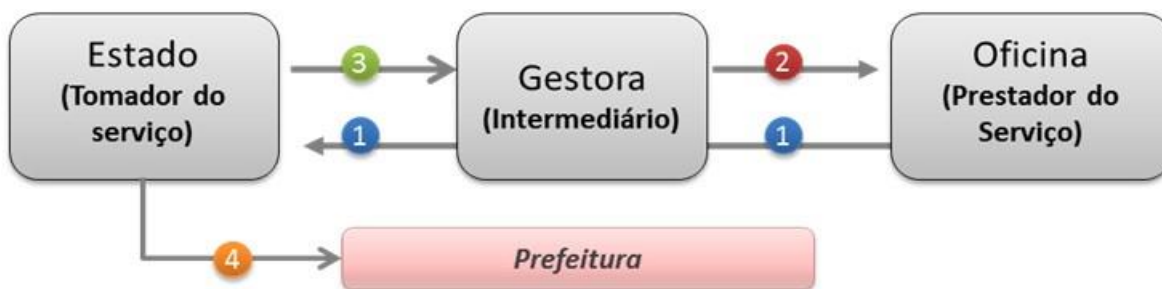 Estado
(Tomador do
serviço)
3
1
Gestora
(Intermediário)
2
1
Oficina
(Prestador do
Serviço)
4
Prefeitura